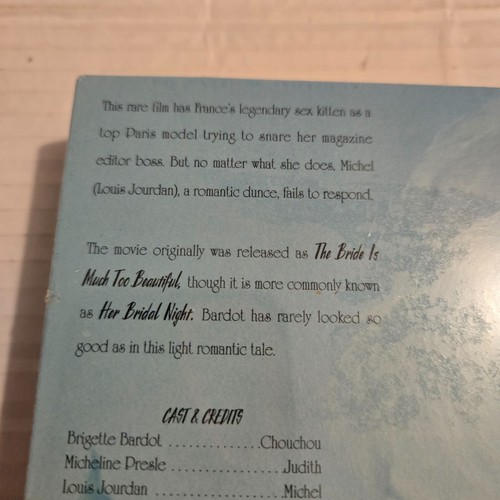 This rare film has France's legendary sex kitten as a
top Paris model trying to snare her magazine
editor boss. But no matter what she does, Michel
(Louis Jourdan), a romantic dunce, fails to respond.
The movie originally was released as The Bride Is
Much Too Beautiful, though it is more commonly known
as Her Bridal Night. Bardot has rarely looked so
good as in this light romantic tale.
CAST & CREDITS
Brigette Bardot ..............Chouchou
Micheline Presle .................Judith
Louis Jourdan ....................Michel